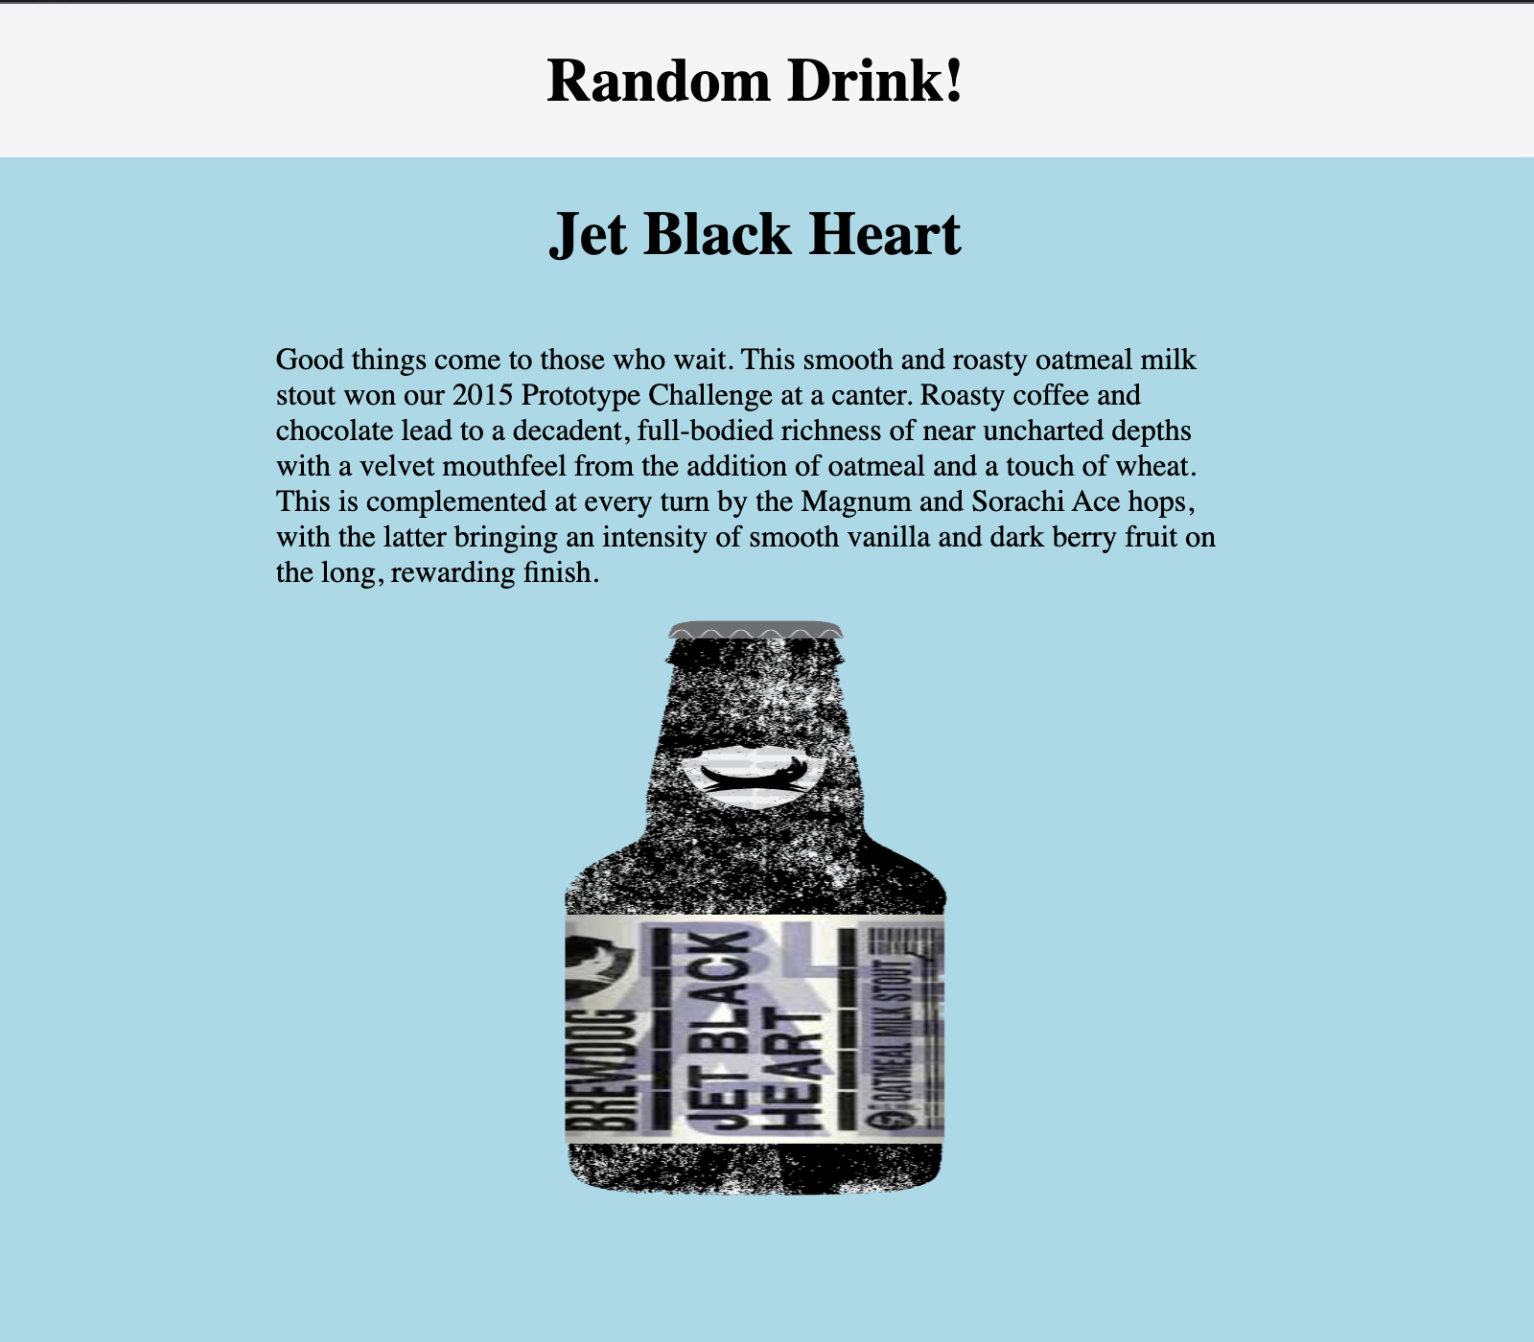 Random Drink!
Jet Black Heart
Good things come to those who wait. This smooth and roasty oatmeal milk
stout won our 2015 Prototype Challenge at a canter. Roasty coffee and
chocolate lead to a decadent, full-bodied richness of near uncharted depths
with a velvet mouthfeel from the addition of oatmeal and a touch of wheat.
This is complemented at every turn by the Magnum and Sorachi Ace hops,
with the latter bringing an intensity of smooth vanilla and dark berry fruit on
the long, rewarding finish.
BREWDOG
JET BLACK
HEART
OATMEAL MILK STOUT